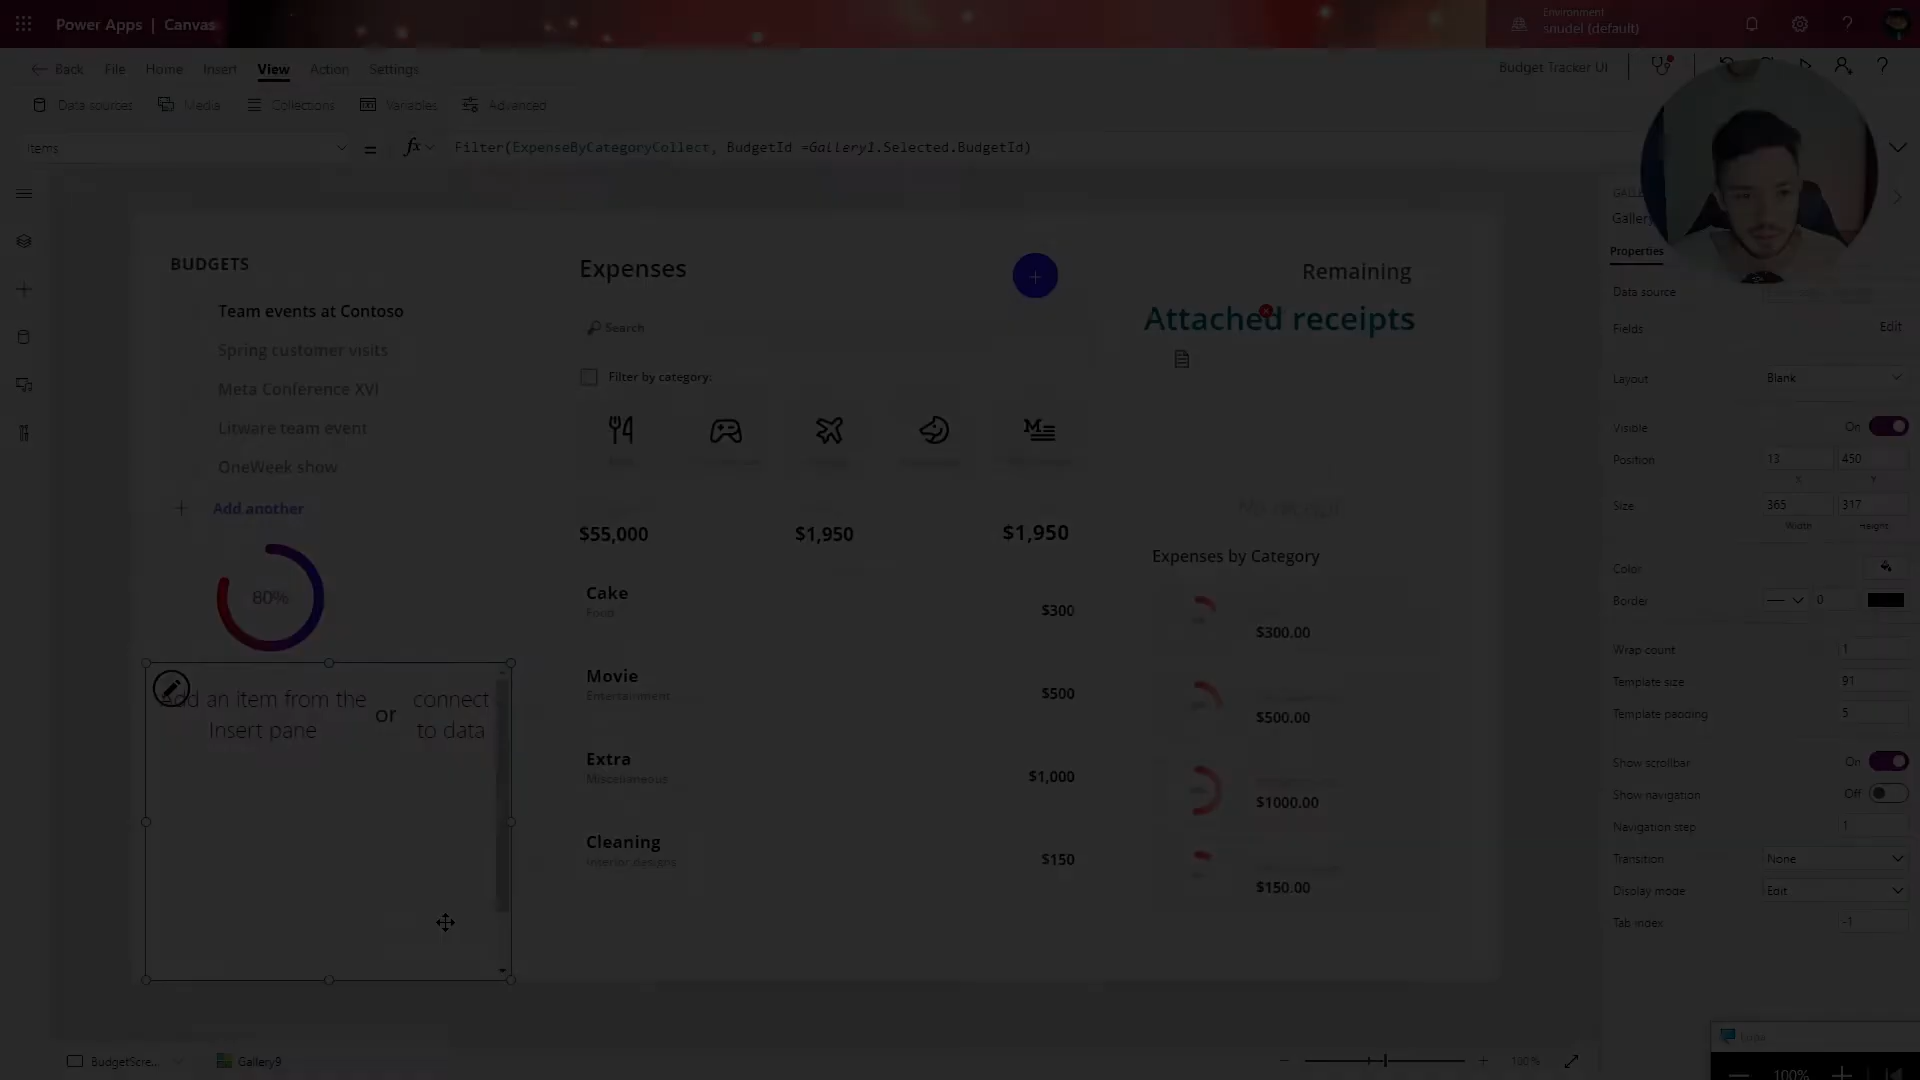 Power Apps | Canvas
Environment
snudel (default)
Back File Home Insert View Action Settings
Budget Tracker UI
Data sources Media Collections Variables Advanced
Items = fx Filter(ExpenseByCategoryCollect, BudgetId =Gallery1.Selected.BudgetId)
BUDGETS
Team events at Contoso
Spring customer visits
Meta Conference XVI
Litware team event
OneWeek show
Add another
80%
Add an item from the
Insert pane
or
connect
to data
Expenses
Search
Filter by category:
$55,000 $1,950 $1,950
Cake
Food
$300
Movie
Entertainment
$500
Extra
Miscellaneous
$1,000
Cleaning
Interior designs
$150
Remaining
Attached receipts
No receipt
Expenses by Category
$300.00
$500.00
$1000.00
$150.00
Properties
Data source
Fields Edit
Layout Blank
Visible On
Position 13 450
X Y
Size 365 317
Width Height
Color
Border 0
Wrap count 1
Template size 91
Template padding 5
Show scrollbar On
Show navigation Off
Navigation step 1
Transition None
Display mode Edit
Tab index -1
BudgetScre... Gallery9
100%
100%